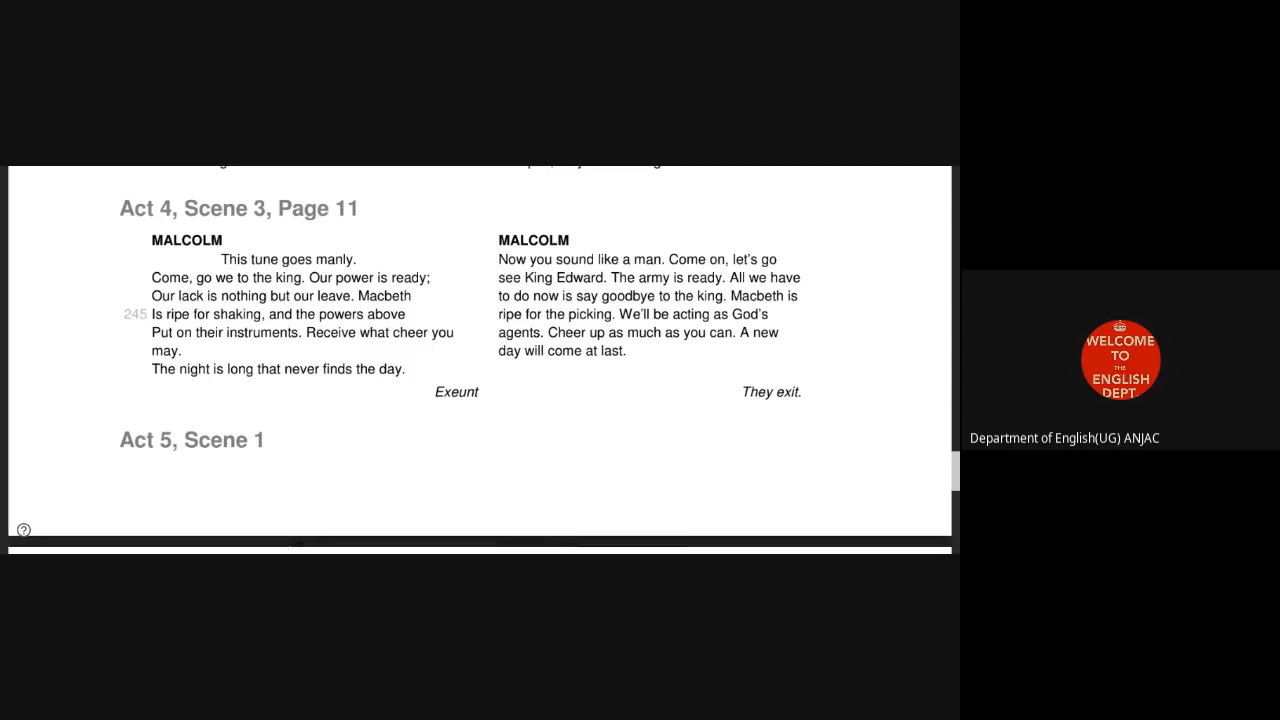 Act 4, Scene 3, Page 11
MALCOLM
This tune goes manly.
Come, go we to the king. Our power is ready;
Our lack is nothing but our leave. Macbeth
245 Is ripe for shaking, and the powers above
Put on their instruments. Receive what cheer you
may.
The night is long that never finds the day.
Exeunt
MALCOLM
Now you sound like a man. Come on, let's go
see King Edward. The army is ready. All we have
to do now is say goodbye to the king. Macbeth is
ripe for the picking. We'll be acting as God's
agents. Cheer up as much as you can. A new
day will come at last.
They exit.
Act 5, Scene 1
WELCOME
TO
THE
ENGLISH
DEPT.
Department of English(UG) ANJAC